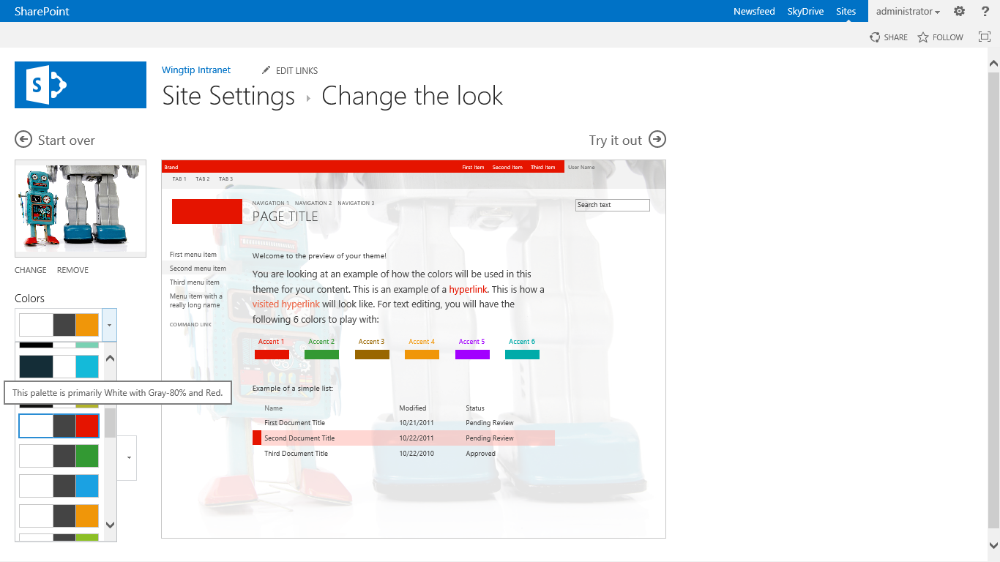 SharePoint
Newsfeed SkyDrive Sites administrator ?
SHARE FOLLOW
S
Wingtip Intranet EDIT LINKS
Site Settings Change the look
Start over
Try it out
CHANGE REMOVE
Colors
This palette is primarily White with Gray-80% and Red.
Brand First Item Second Item Third Item User Name
TAB 1 TAB 2 TAB 3
NAVIGATION 1 NAVIGATION 2 NAVIGATION 3
PAGE TITLE
Search text
First menu item
Second menu item
Third menu item
Menu item with a
really long name
COMMAND LINK
Welcome to the preview of your theme!
You are looking at an example of how the colors will be used in this
theme for your content. This is an example of a hyperlink. This is how a
visited hyperlink will look like. For text editing, you will have the
following 6 colors to play with:
Accent 1 Accent 2 Accent 3 Accent 4 Accent 5 Accent 6
Example of a simple list:
Name Modified Status
First Document Title 10/21/2011 Pending Review
Second Document Title 10/22/2011 Pending Review
Third Document Title 10/22/2010 Approved